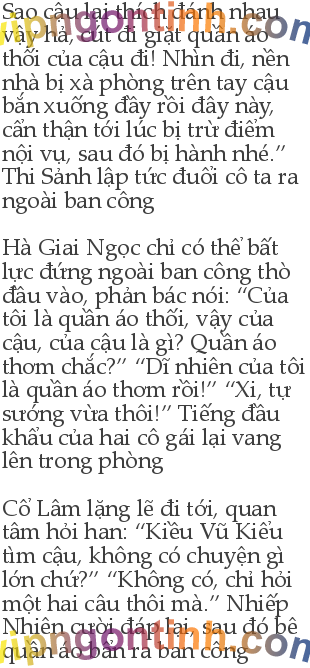 Sao cậu lại thích đánh nhau
vậy hả, cút đi giặt quần áo
thối của cậu đi! Nhìn đi, nền
nhà bị xà phòng trên tay cậu
bắn xuống đầy rồi đây này,
cẩn thận tới lúc bị trừ điểm
nội vụ, sau đó bị hành nhé.”
Thi Sảnh lập tức đuổi cô ta ra
ngoài ban công

Hà Giai Ngọc chỉ có thể bất
lực đứng ngoài ban công thò
đầu vào, phản bác nói: “Của
tôi là quần áo thối, vậy của
cậu, của cậu là gì? Quần áo
thơm chắc?” “Dĩ nhiên của tôi
là quần áo thơm rồi!” “Xi, tự
sướng vừa thôi!” Tiếng đầu
khẩu của hai cô gái lại vang
lên trong phòng

Cổ Lâm lặng lẽ đi tới, quan
tâm hỏi han: “Kiều Vũ Kiểu
tìm cậu, không có chuyện gì
lớn chứ?” “Không có, chỉ hỏi
một hai câu thôi mà.” Nhiếp
Nhiên cười đáp lại, sau đó bê
quần áo bẩn ra ban công
vipngontinh.com
vipngontinh.com